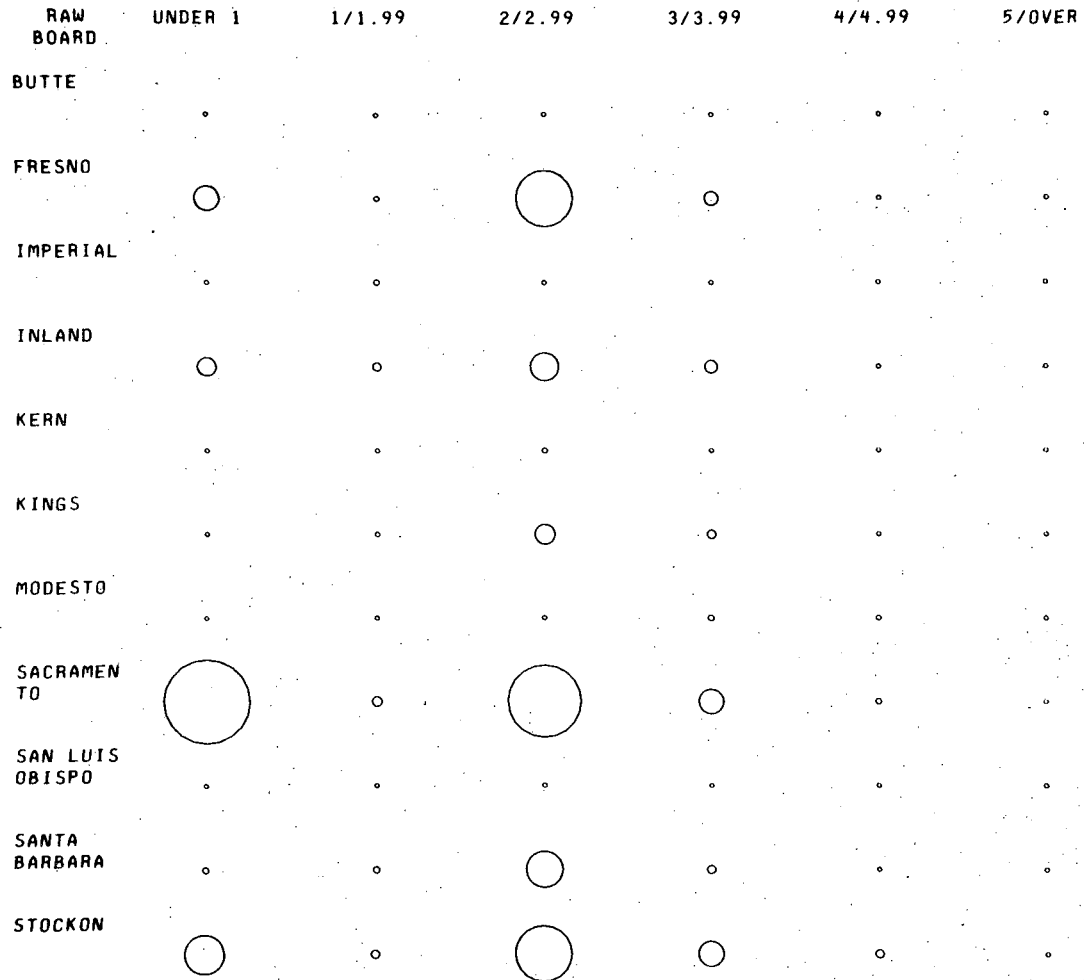 RAW BOARD UNDER 1 1/1.99 2/2.99 3/3.99 4/4.99 5/OVER
BUTTE
FRESNO
IMPERIAL
INLAND
KERN
KINGS
MODESTO
SACRAMEN
TO
SAN LUIS
OBISPO
SANTA
BARBARA
STOCKON